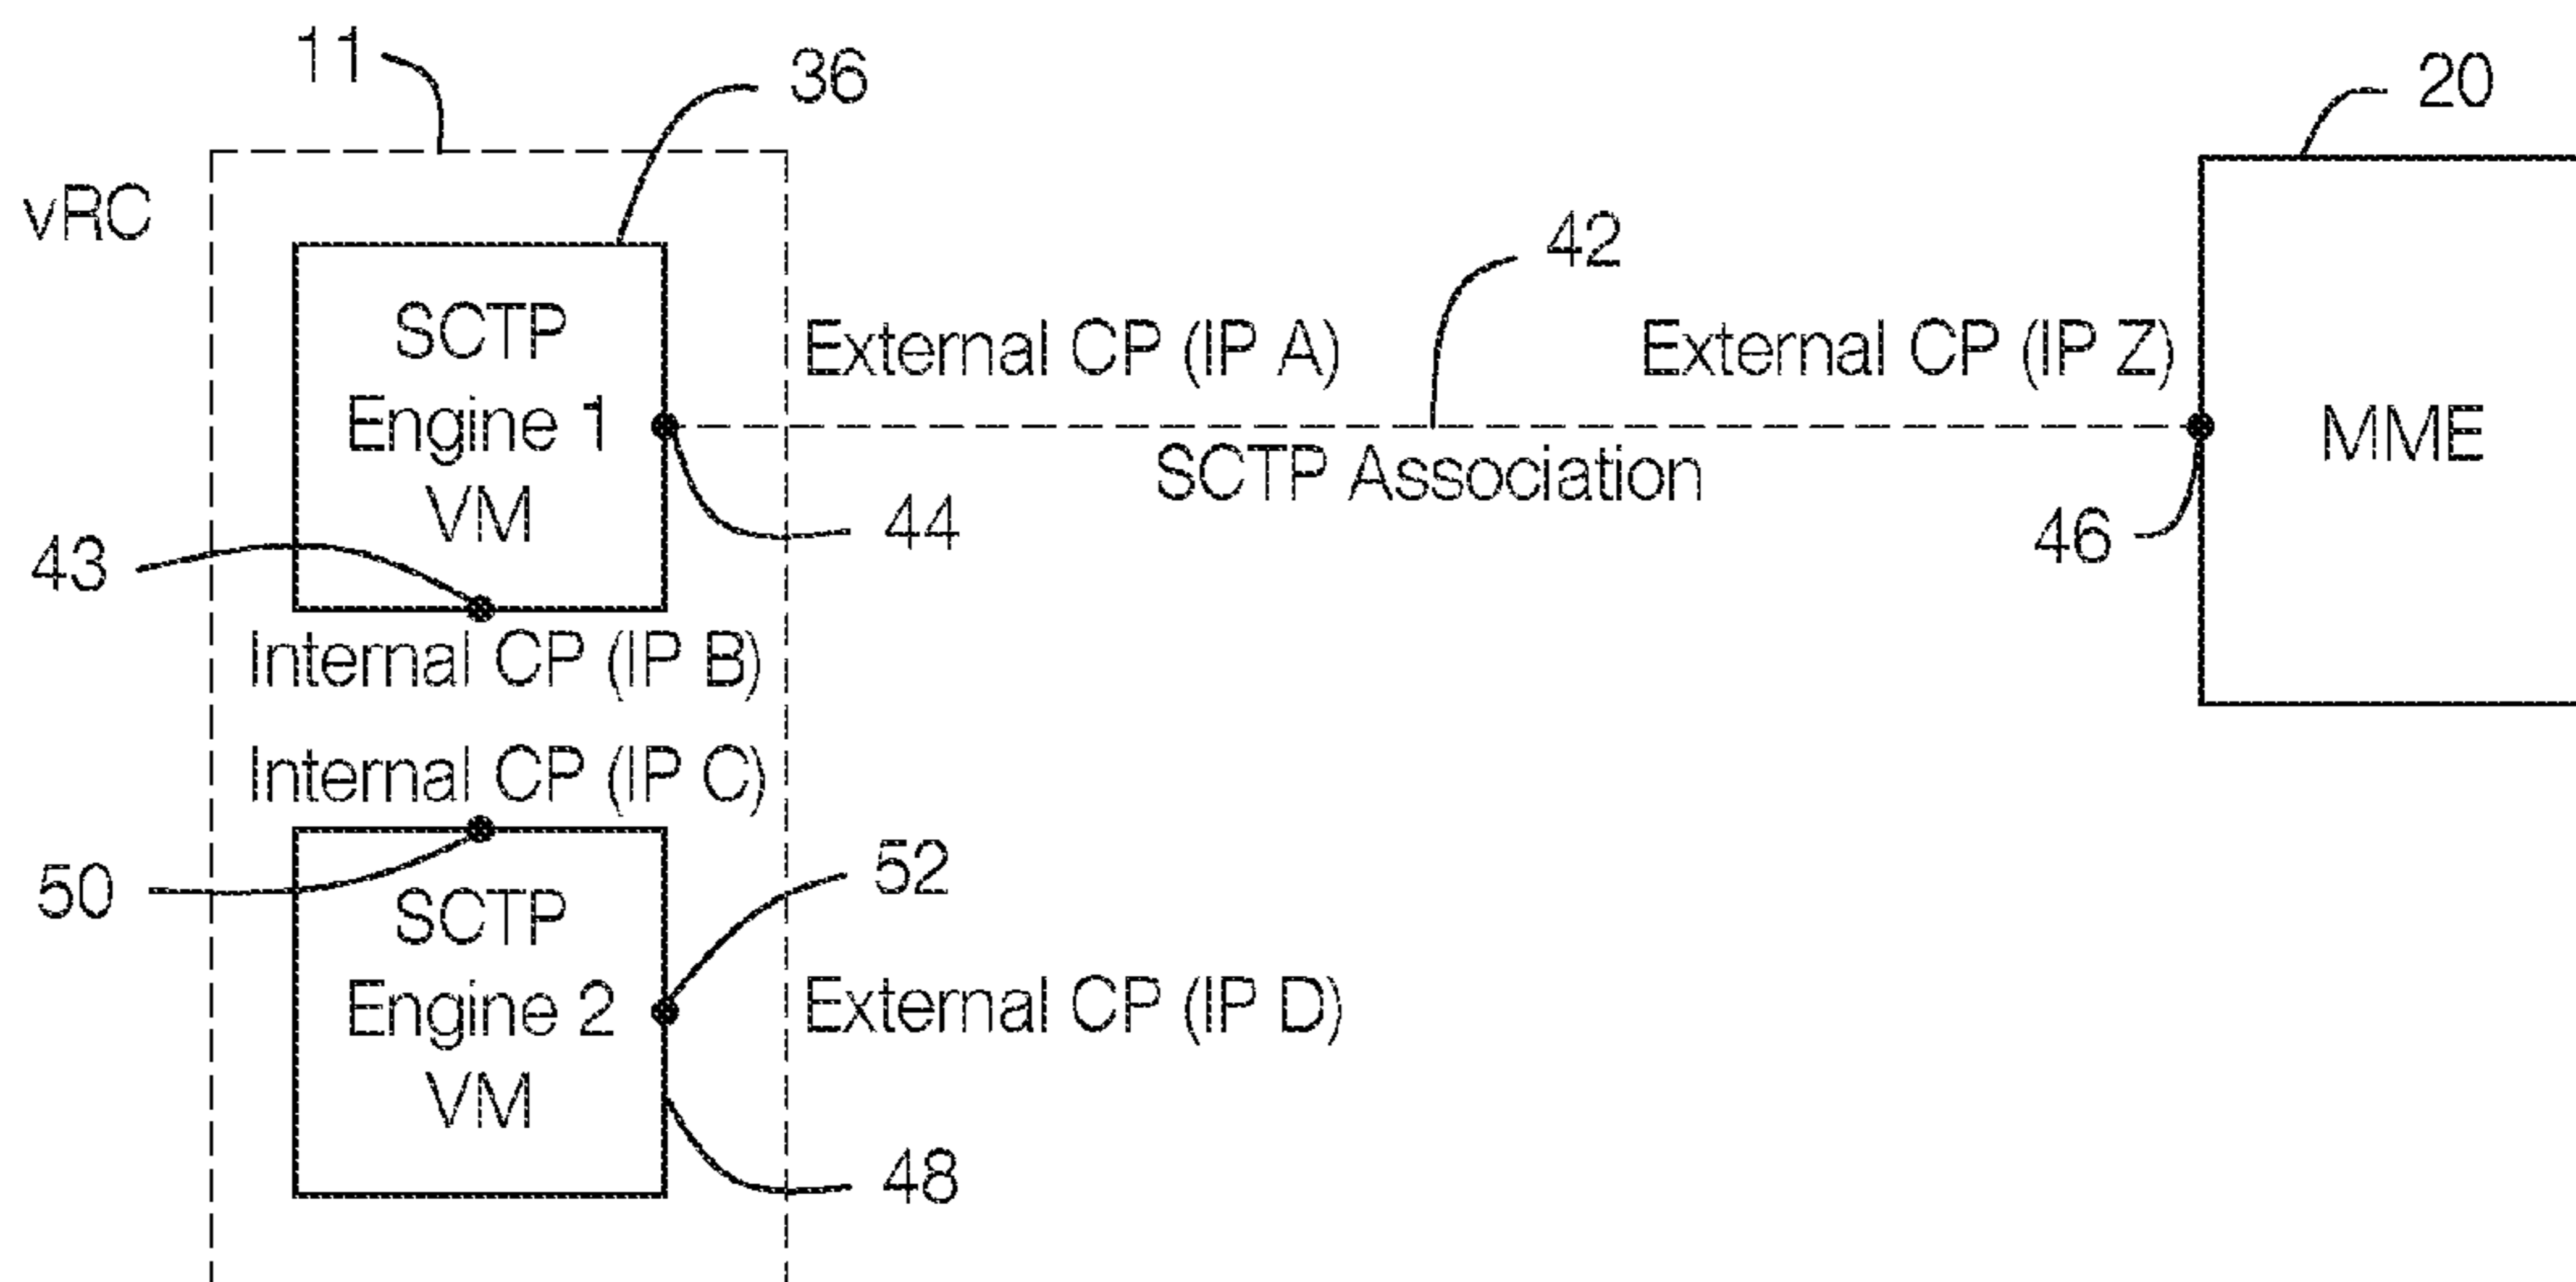 11
36
20
vRC
42
SCTP
Engine 1
VM
External CP (IP A)
External CP (IP Z)
MME
SCTP Association
44
46
43
Internal CP (IP B)
Internal CP (IP C)
50
52
SCTP
Engine 2
VM
External CP (IP D)
48